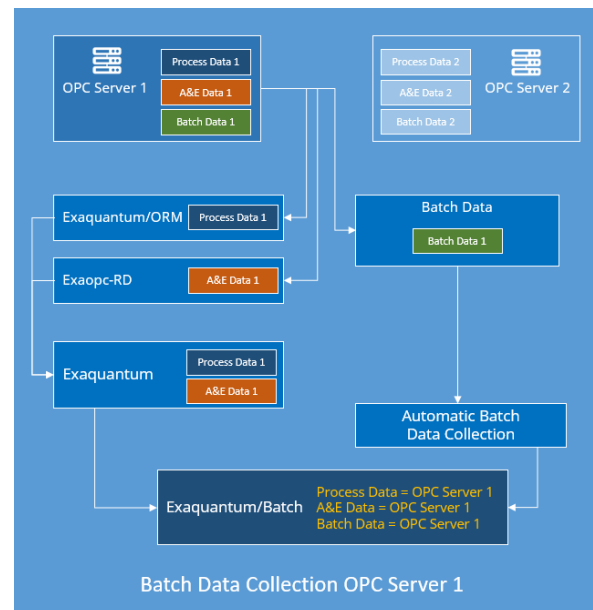 OPC Server 1
Process Data 1
A&E Data 1
Batch Data 1
Process Data 2
A&E Data 2
Batch Data 2
OPC Server 2
Exaquantum/ORM
Process Data 1
Exaopc-RD
A&E Data 1
Batch Data
Batch Data 1
Exaquantum
Process Data 1
A&E Data 1
Automatic Batch
Data Collection
Exaquantum/Batch
Process Data = OPC Server 1
A&E Data = OPC Server 1
Batch Data = OPC Server 1
Batch Data Collection OPC Server 1